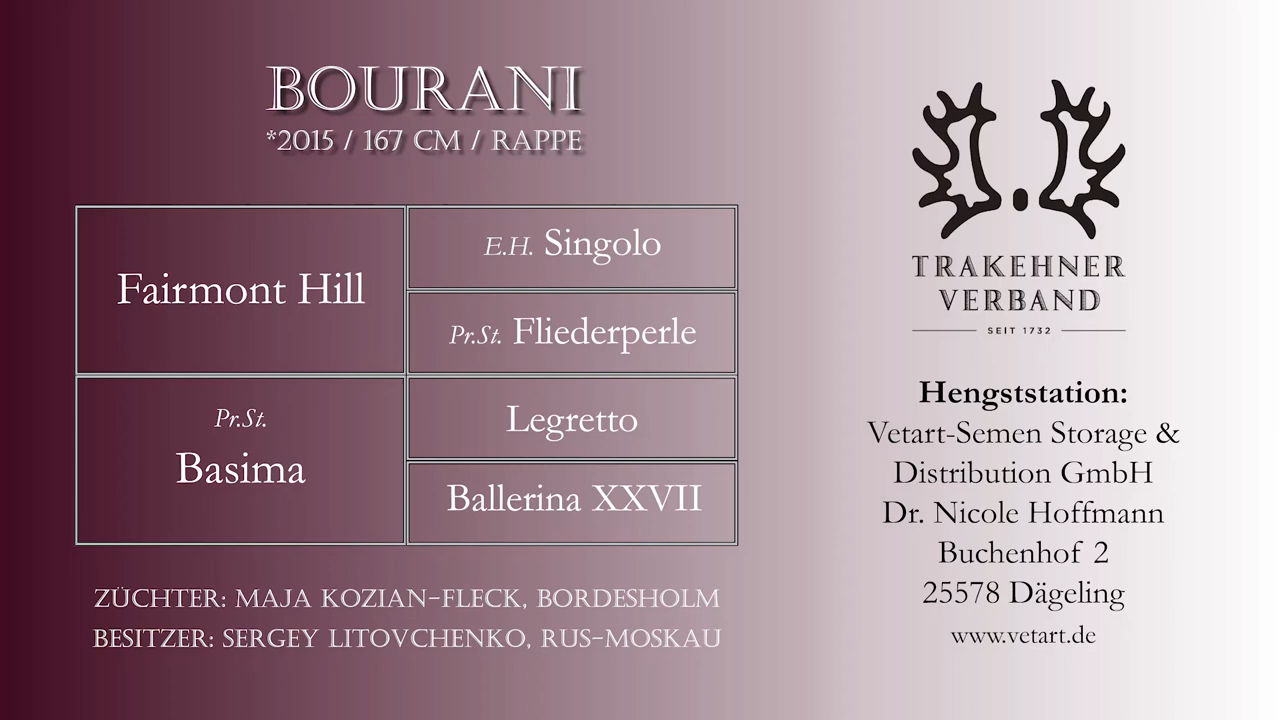 BOURANI
*2015 / 167 CM / RAPPE
Fairmont Hill
E.H. Singolo
Pr.St. Fliederperle
Pr.St.
Basima
Legretto
Ballerina XXVII
ZÜCHTER: MAJA KOZIAN-FLECK, BORDESHOLM
BESITZER: SERGEY LITOVCHENKO, RUS-MOSKAU
TRAKEHNER
VERBAND
SEIT 1732
Hengststation:
Vetart-Semen Storage &
Distribution GmbH
Dr. Nicole Hoffmann
Buchenhof 2
25578 Dägeling
www.vetart.de